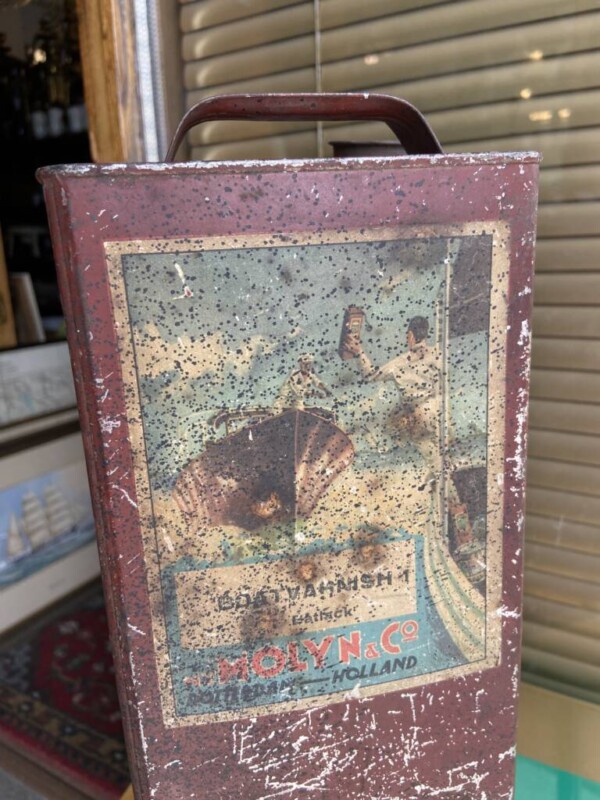 BOATVARNISH 1
MOLYN & Cº
ROTTERDAM — HOLLAND